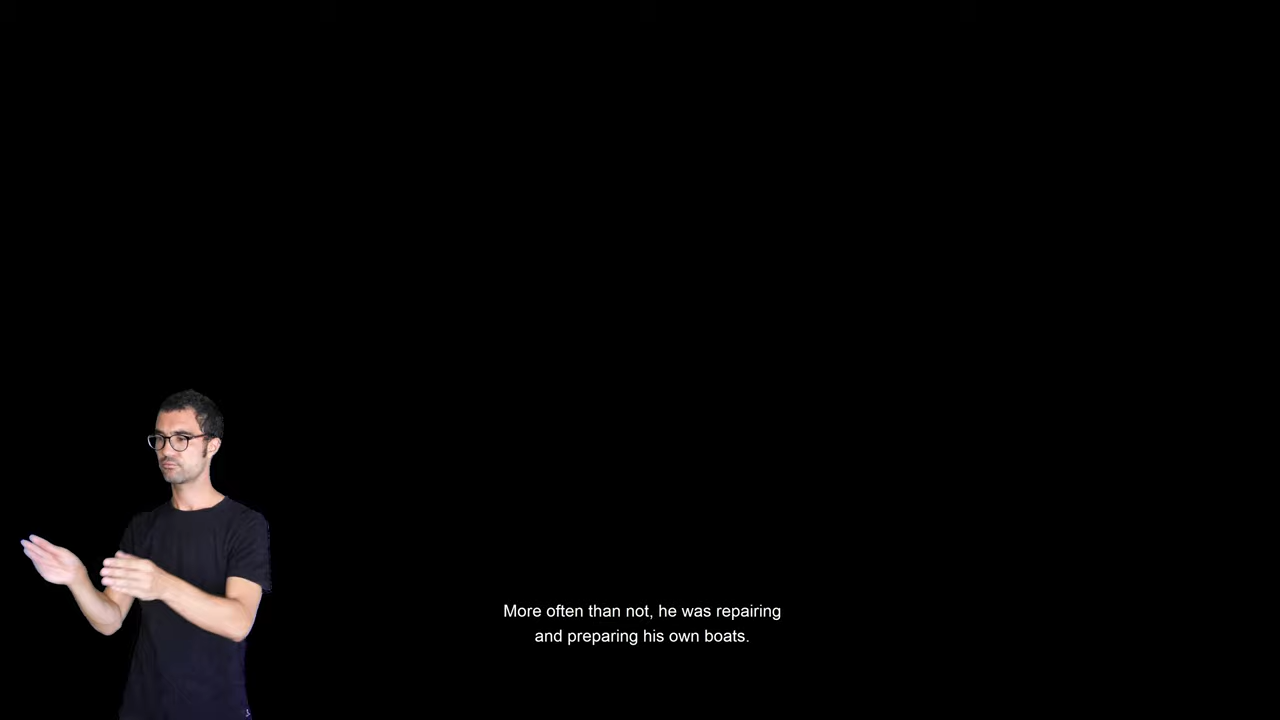 More often than not, he was repairing
and preparing his own boats.